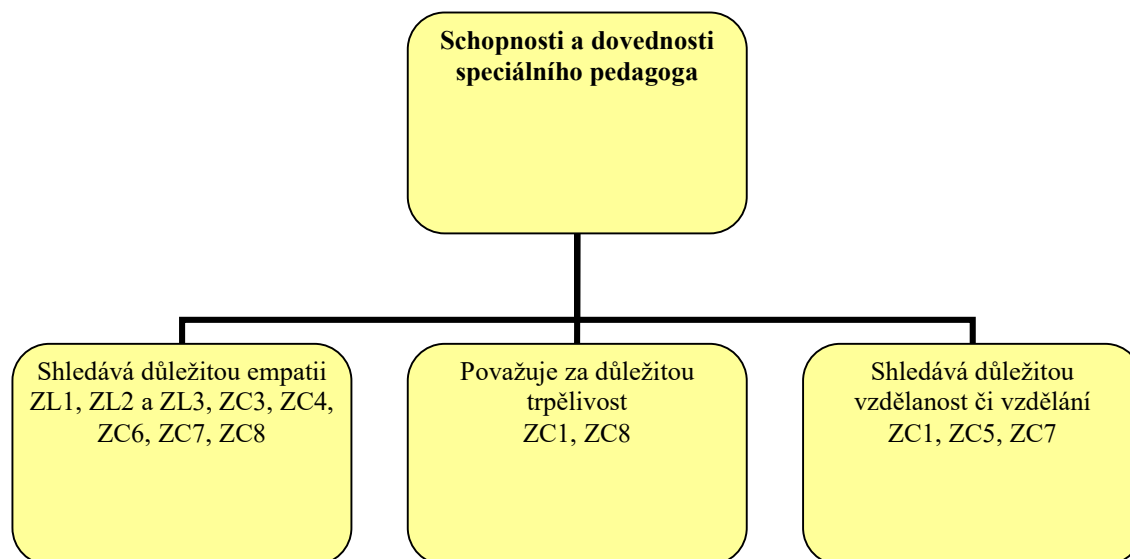 Schopnosti a dovednosti
speciálního pedagoga
Shledává důležitou empatii
ZL1, ZL2 a ZL3, ZC3, ZC4,
ZC6, ZC7, ZC8
Považuje za důležitou
trpělivost
ZC1, ZC8
Shledává důležitou
vzdělanost či vzdělání
ZC1, ZC5, ZC7